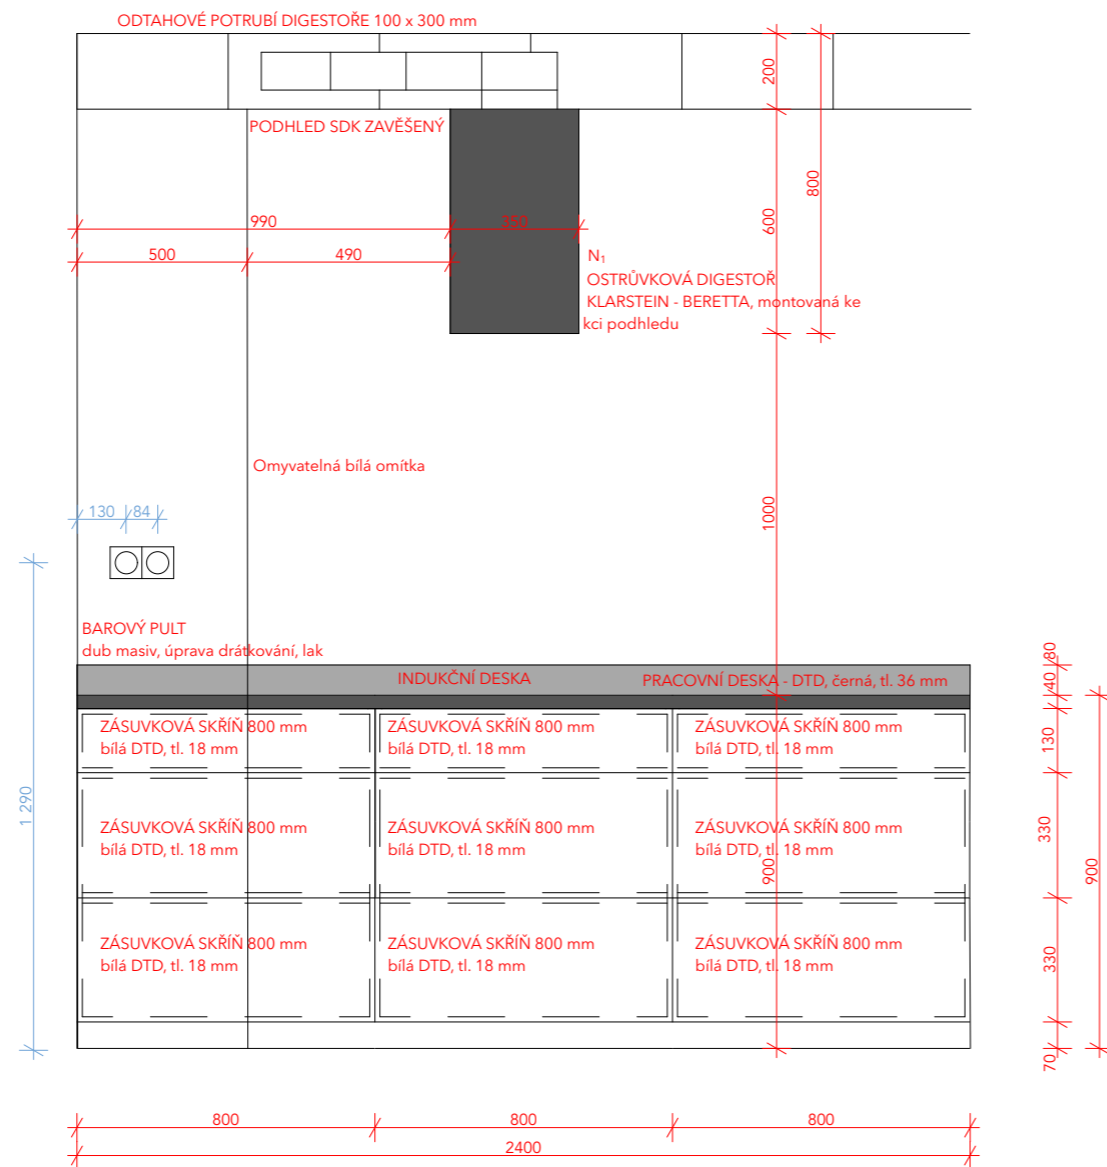 ODTAHOVÉ POTRUBÍ DIGESTOŘE 100 x 300 mm
200
PODHLED SDK ZAVĚŠENÝ
800
600
990
350
500
490
N₁
OSTRŮVKOVÁ DIGESTOŘ
KLARSTEIN - BERETTA, montovaná ke
kci podhledu
Omyvatelná bílá omítka
1000
130
84
BAROVÝ PULT
dub masiv, úprava drátkování, lak
80
INDUKČNÍ DESKA
PRACOVNÍ DESKA - DTD, černá, tl. 36 mm
40
ZÁSUVKOVÁ SKŘÍŇ 800 mm
bílá DTD, tl. 18 mm
ZÁSUVKOVÁ SKŘÍŇ 800 mm
bílá DTD, tl. 18 mm
ZÁSUVKOVÁ SKŘÍŇ 800 mm
bílá DTD, tl. 18 mm
130
1 290
ZÁSUVKOVÁ SKŘÍŇ 800 mm
bílá DTD, tl. 18 mm
ZÁSUVKOVÁ SKŘÍŇ 800 mm
bílá DTD, tl. 18 mm
ZÁSUVKOVÁ SKŘÍŇ 800 mm
bílá DTD, tl. 18 mm
330
900
900
ZÁSUVKOVÁ SKŘÍŇ 800 mm
bílá DTD, tl. 18 mm
ZÁSUVKOVÁ SKŘÍŇ 800 mm
bílá DTD, tl. 18 mm
ZÁSUVKOVÁ SKŘÍŇ 800 mm
bílá DTD, tl. 18 mm
330
70
800
800
800
2400